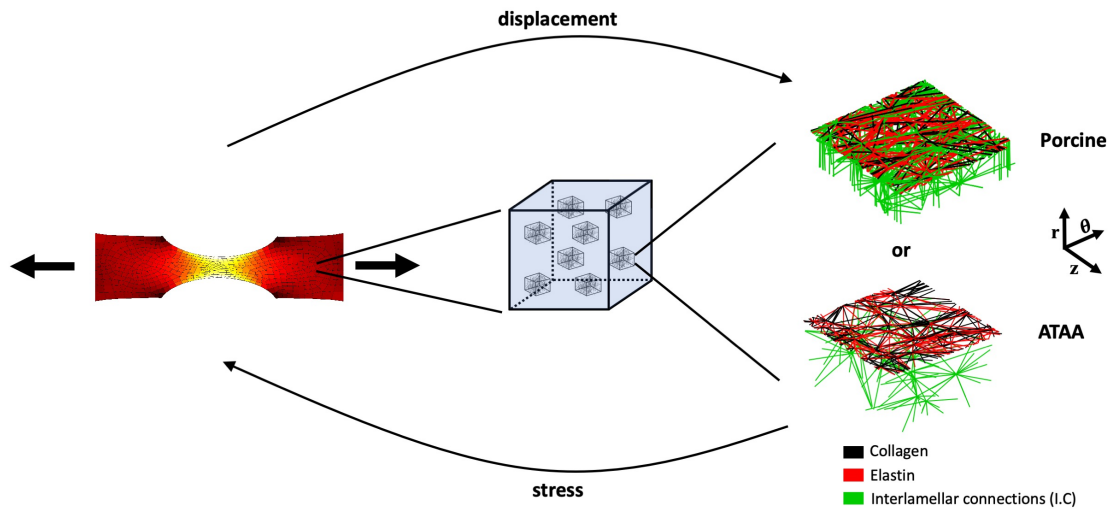 displacement
Porcine
or
r
θ
z
ATAA
Collagen
Elastin
Interlamellar connections (I.C)
stress